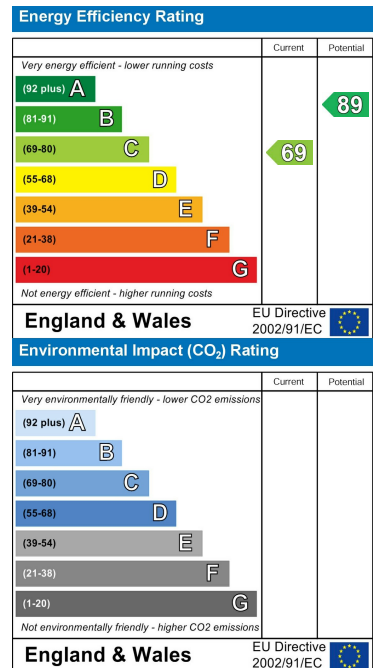 Energy Efficiency Rating
Current Potential
Very energy efficient - lower running costs
(92 plus) A
(81-91) B
89
(69-80) C
69
(55-68) D
(39-54) E
(21-38) F
(1-20) G
Not energy efficient - higher running costs
England & Wales
EU Directive
2002/91/EC
Environmental Impact (CO₂) Rating
Current Potential
Very environmentally friendly - lower CO2 emissions
(92 plus) A
(81-91) B
(69-80) C
(55-68) D
(39-54) E
(21-38) F
(1-20) G
Not environmentally friendly - higher CO2 emissions
England & Wales
EU Directive
2002/91/EC